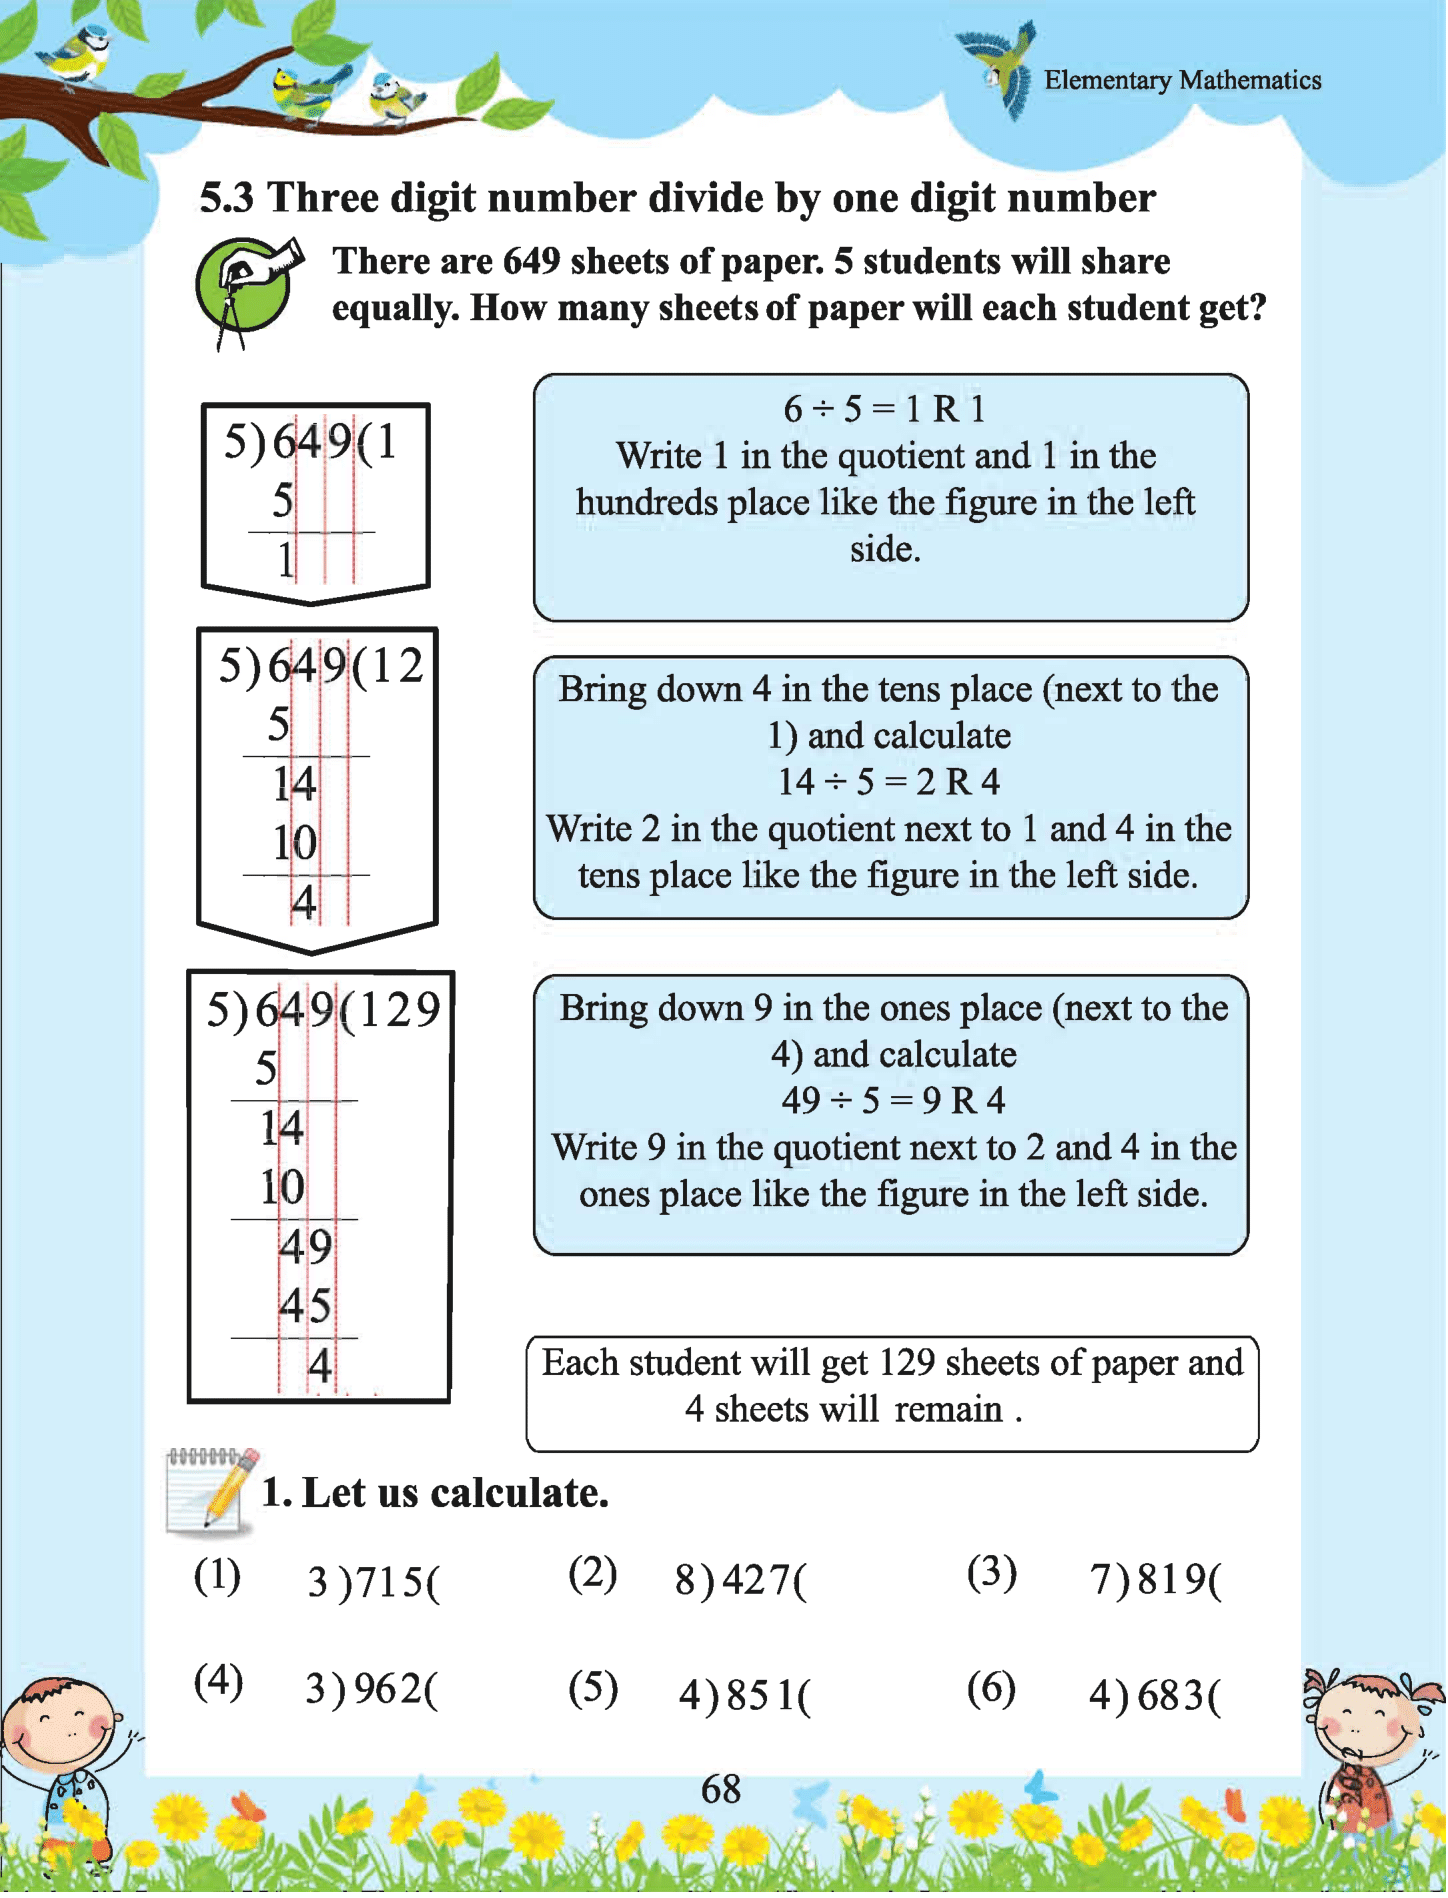 Elementary Mathematics
5.3 Three digit number divide by one digit number
There are 649 sheets of paper. 5 students will share
equally. How many sheets of paper will each student get?
5)649(1
5
1
6 ÷ 5 = 1 R 1
Write 1 in the quotient and 1 in the
hundreds place like the figure in the left
side.
5)649(12
5
14
10
4
Bring down 4 in the tens place (next to the
1) and calculate
14 ÷ 5 = 2 R 4
Write 2 in the quotient next to 1 and 4 in the
tens place like the figure in the left side.
5)649(129
5
14
10
49
45
4
Bring down 9 in the ones place (next to the
4) and calculate
49 ÷ 5 = 9 R 4
Write 9 in the quotient next to 2 and 4 in the
ones place like the figure in the left side.
Each student will get 129 sheets of paper and
4 sheets will remain .
1. Let us calculate.
(1) 3 )715( (2) 8)427( (3) 7)819(
(4) 3)962( (5) 4)851( (6) 4)683(
68
2022